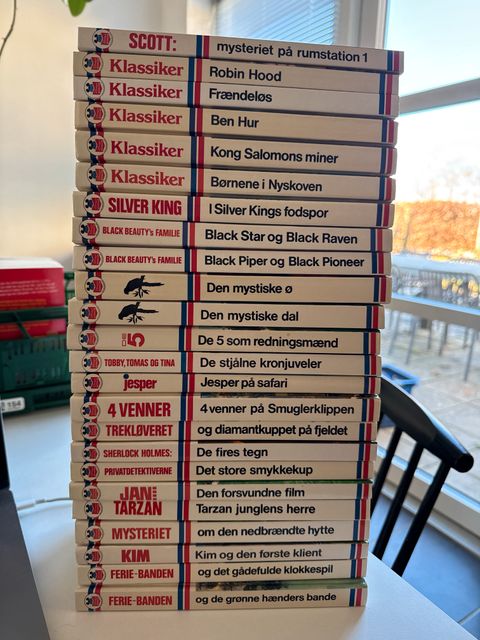 SCOTT: mysteriet på rumstation 1
Klassiker Robin Hood
Klassiker Frændeløs
Klassiker Ben Hur
Klassiker Kong Salomons miner
Klassiker Børnene i Nyskoven
SILVER KING I Silver Kings fodspor
BLACK BEAUTY's FAMILIE Black Star og Black Raven
BLACK BEAUTY's FAMILIE Black Piper og Black Pioneer
Den mystiske ø
Den mystiske dal
DE 5 De 5 som redningsmænd
TOBBY, TOMAS OG TINA De stjålne kronjuveler
jesper Jesper på safari
4 VENNER 4 venner på Smuglerklippen
TREKLØVERET og diamantkuppet på fjeldet
SHERLOCK HOLMES: De fires tegn
PRIVATDETEKTIVERNE Det store smykkekup
JAN Den forsvundne film
TARZAN Tarzan junglens herre
MYSTERIET om den nedbrændte hytte
KIM Kim og den første klient
FERIE-BANDEN og det gådefulde klokkespil
FERIE-BANDEN og de grønne hænders bande